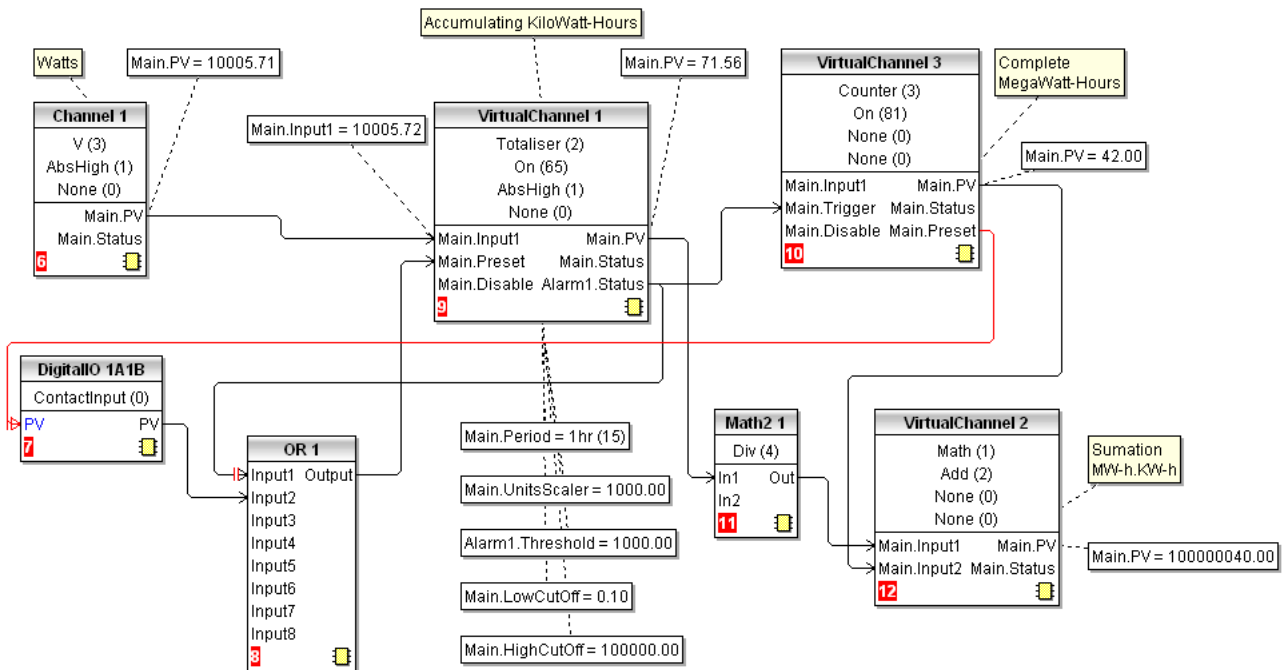 Accumulating KiloWatt-Hours
Watts
Main.PV = 10005.71
Main.PV = 71.56
Complete
MegaWatt-Hours
Main.PV = 42.00
Main.Input1 = 10005.72
Channel 1
V (3)
AbsHigh (1)
None (0)
Main.PV
Main.Status
6
VirtualChannel 1
Totaliser (2)
On (65)
AbsHigh (1)
None (0)
Main.Input1 Main.PV
Main.Preset Main.Status
Main.Disable Alarm1.Status
9
VirtualChannel 3
Counter (3)
On (81)
None (0)
None (0)
Main.Input1 Main.PV
Main.Trigger Main.Status
Main.Disable Main.Preset
10
DigitalIO 1A1B
ContactInput (0)
PV PV
7
OR 1
Input1 Output
Input2
Input3
Input4
Input5
Input6
Input7
Input8
8
Main.Period = 1hr (15)
Main.UnitsScaler = 1000.00
Alarm1.Threshold = 1000.00
Main.LowCutOff = 0.10
Main.HighCutOff = 100000.00
Math2 1
Div (4)
In1 Out
In2
11
VirtualChannel 2
Math (1)
Add (2)
None (0)
None (0)
Main.Input1 Main.PV
Main.Input2 Main.Status
12
Sumation
MW-h.KW-h
Main.PV = 100000040.00